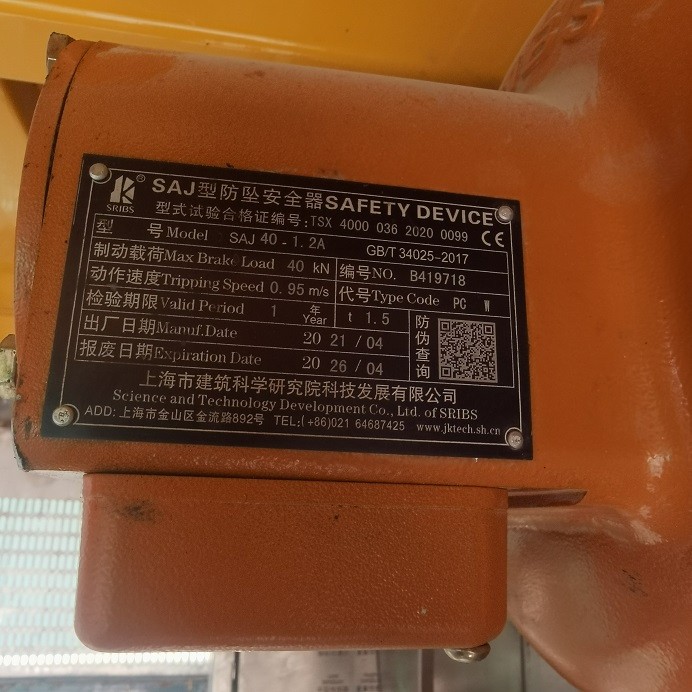 SRIBS
®
SAJ型防坠安全器SAFETY DEVICE
型式试验合格证编号:TSX 4000 036 2020 0099
CE
型 号Model SAJ 40 - 1.2A GB/T 34025-2017
制动载荷Max Brake Load 40 kN 编号NO. B419718
动作速度Tripping Speed 0.95 m/s 代号Type Code PC W
检验期限Valid Period 1 年Year t 1.5
出厂日期Manuf.Date 20 21 / 04
报废日期Expiration Date 20 26 / 04
防伪查询
上海市建筑科学研究院科技发展有限公司
Science and Technology Development Co., Ltd. of SRIBS
ADD: 上海市金山区金流路892号 TEL:(+86)021 64687425 www.jktech.sh.cn